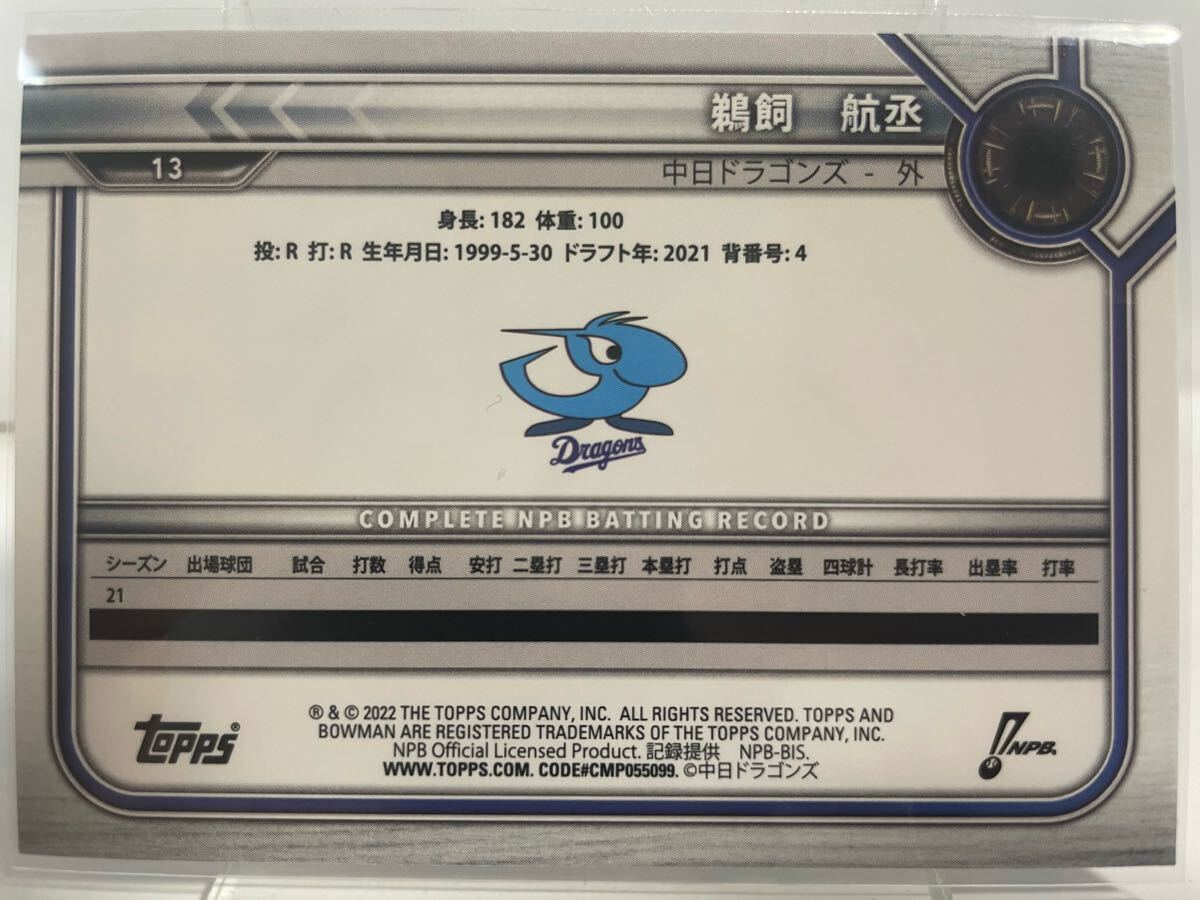 鵜飼　航丞
13
中日ドラゴンズ - 外
身長: 182 体重: 100
投: R 打: R 生年月日: 1999-5-30 ドラフト年: 2021 背番号: 4
Dragons
COMPLETE NPB BATTING RECORD
シーズン 出場球団 試合 打数 得点 安打 二塁打 三塁打 本塁打 打点 盗塁 四球計 長打率 出塁率 打率
21
® & © 2022 THE TOPPS COMPANY, INC. ALL RIGHTS RESERVED. TOPPS AND
BOWMAN ARE REGISTERED TRADEMARKS OF THE TOPPS COMPANY, INC.
NPB Official Licensed Product. 記録提供 NPB-BIS.
WWW.TOPPS.COM. CODE#CMP055099. ©中日ドラゴンズ
topps®
NPB.